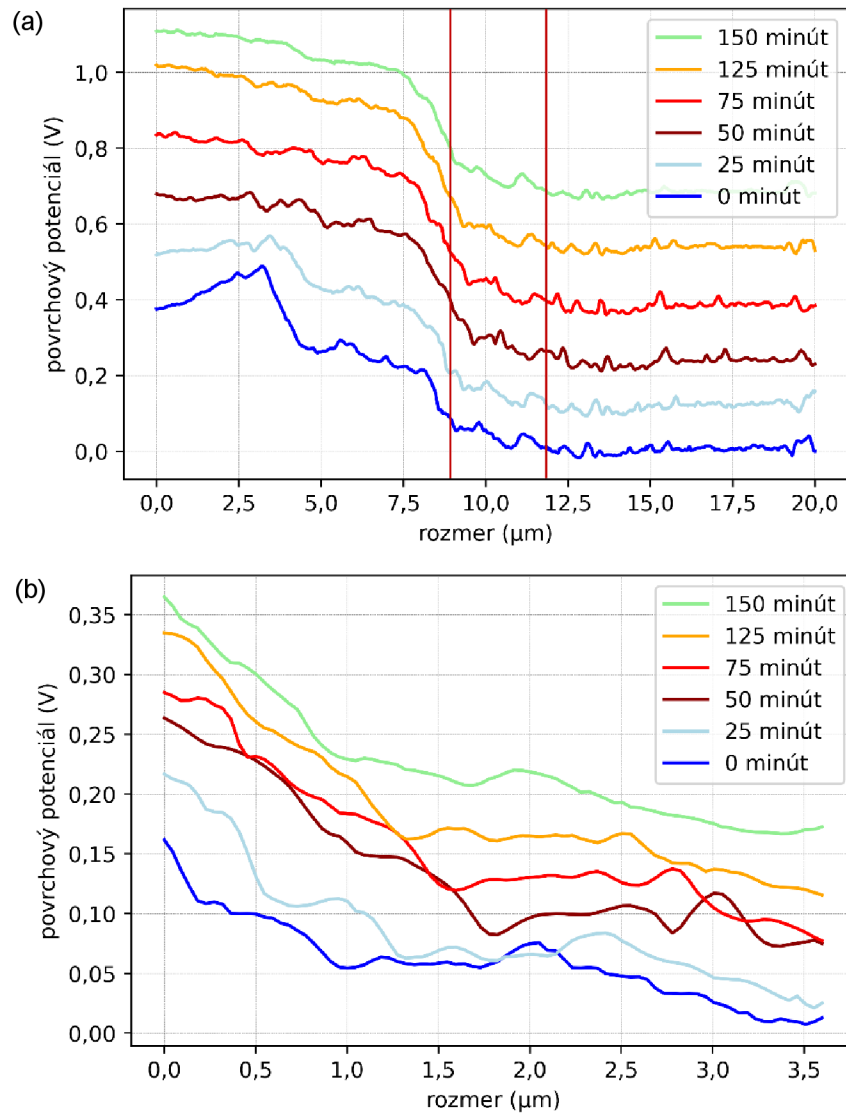 (a)
povrchový potenciál (V)
1,0
0,8
0,6
0,4
0,2
0,0
150 minút
125 minút
75 minút
50 minút
25 minút
0 minút
0,0 2,5 5,0 7,5 10,0 12,5 15,0 17,5 20,0
rozmer (µm)
(b)
povrchový potenciál (V)
0,35
0,30
0,25
0,20
0,15
0,10
0,05
0,00
150 minút
125 minút
75 minút
50 minút
25 minút
0 minút
0,0 0,5 1,0 1,5 2,0 2,5 3,0 3,5
rozmer (µm)